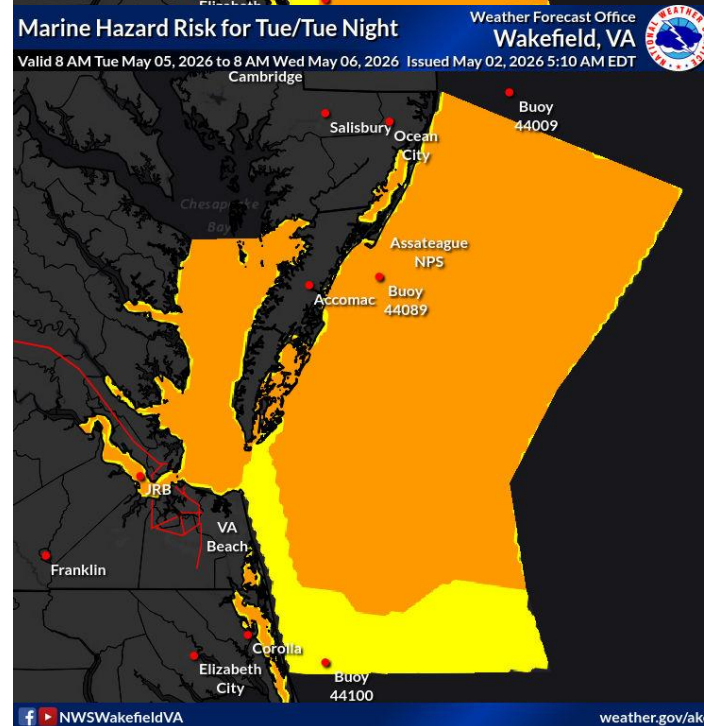 Marine Hazard Risk for Tue/Tue Night
Weather Forecast Office
Wakefield, VA
Valid 8 AM Tue May 05, 2026 to 8 AM Wed May 06, 2026 Issued May 02, 2026 5:10 AM EDT
Cambridge
Buoy
44009
Salisbury
Ocean
City
Chesapeake
Bay
Assateague
NPS
Accomac
Buoy
44089
JRB
VA
Beach
Franklin
Corolla
Elizabeth
City
Buoy
44100
NWSWakefieldVA
weather.gov/ak